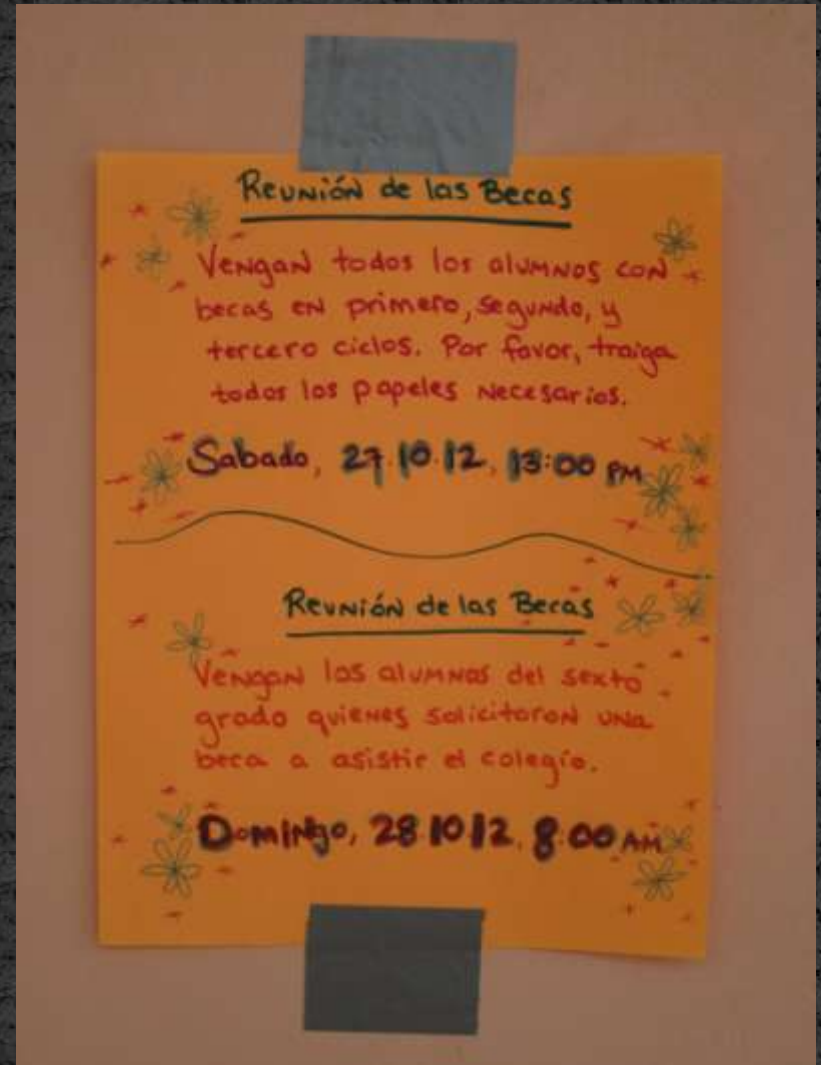 Reunión de las Becas
Vengan todos los alumnos con
becas en primero, segundo, y
tercero ciclos. Por favor, traiga
todos los papeles necesarios.
Sabado, 27.10.12, 13:00 PM
Reunión de las Becas
Vengan los alumnos del sexto
grado quienes solicitaron una
beca a asistir el colegío.
Domingo, 28 10 12, 8:00 AM